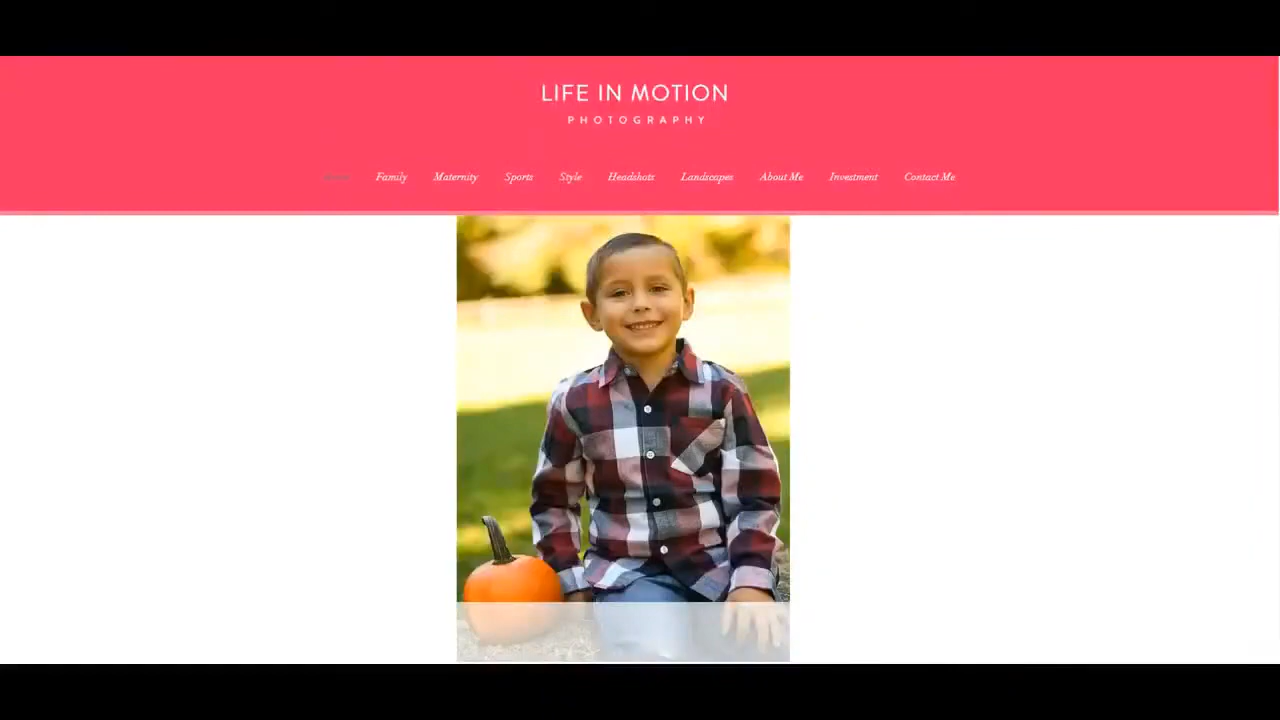 LIFE IN MOTION
PHOTOGRAPHY
Family Maternity Sports Style Headshots Landscapes About Me Investment Contact Me